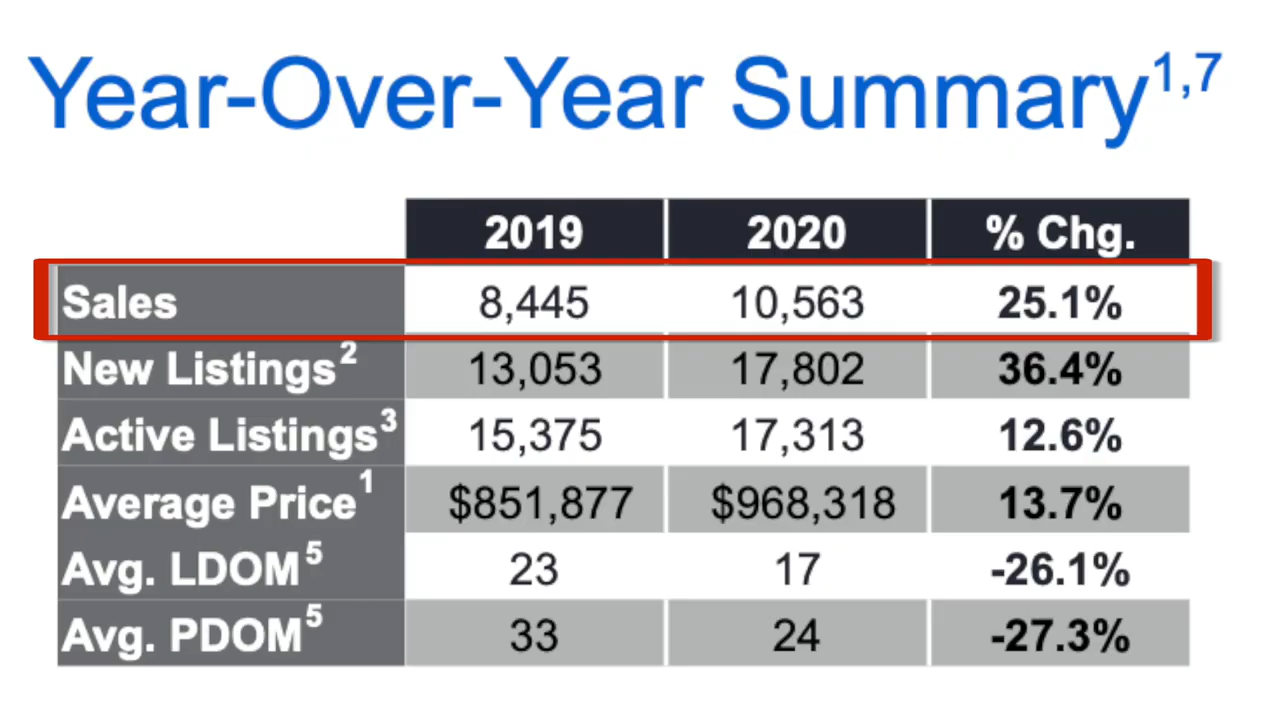 Year-Over-Year Summary1,7
2019 2020 % Chg.
Sales 8,445 10,563 25.1%
New Listings2 13,053 17,802 36.4%
Active Listings3 15,375 17,313 12.6%
Average Price1 $851,877 $968,318 13.7%
Avg. LDOM5 23 17 -26.1%
Avg. PDOM5 33 24 -27.3%